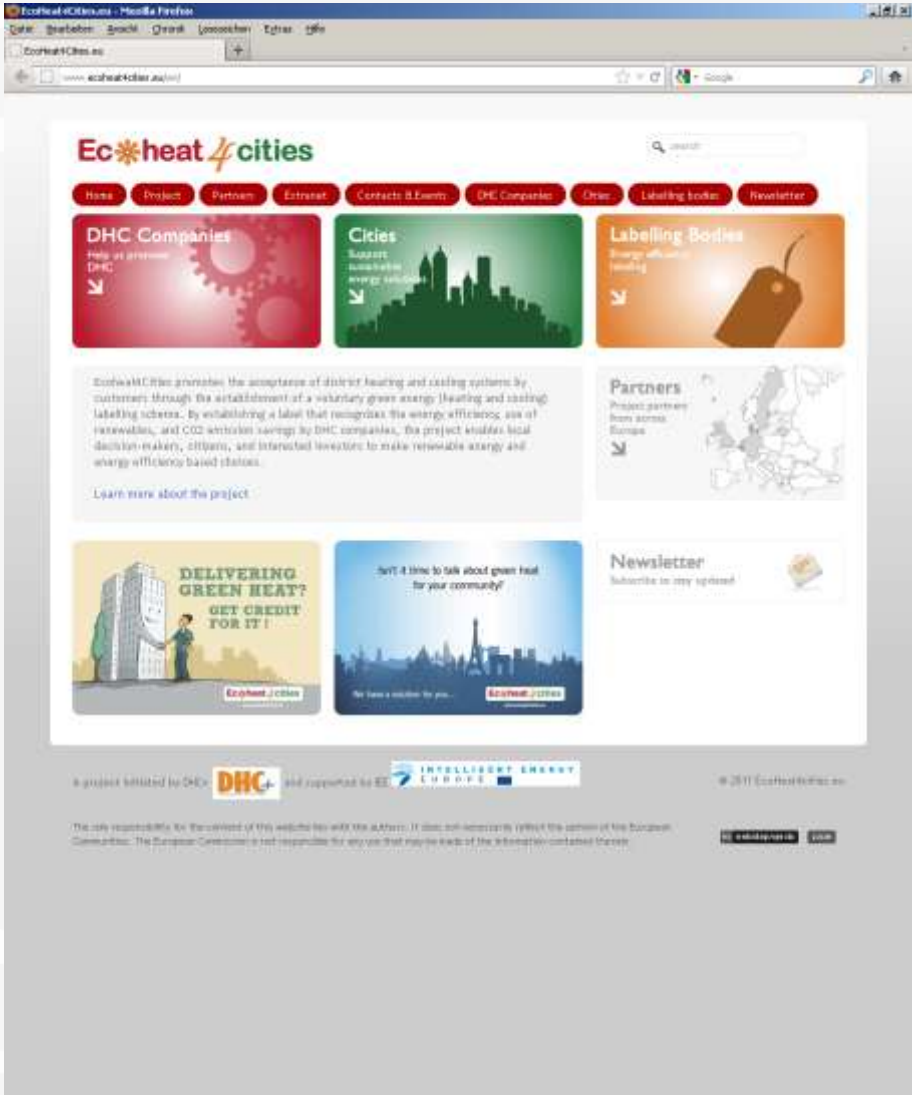 EcoHeat4Cities.eu - Mozilla Firefox
Datei Bearbeiten Ansicht Chronik Lesezeichen Extras Hilfe
EcoHeat4Cities.eu
www.ecoheat4cities.eu/
Google
Ecoheat4cities
search
Home Project Partners Extranet Contacts & Events DHC Companies Cities Labelling bodies Newsletter
DHC Companies
Help us promote
DHC
Cities
Support
sustainable
energy solutions
Labelling Bodies
Energy efficiency
labeling
Ecoheat4Cities promotes the acceptance of district heating and cooling systems by
customers through the establishment of a voluntary green energy (heating and cooling)
labelling scheme. By establishing a label that recognizes the energy efficiency, use of
renewables, and CO2 emission savings by DHC companies, the project enables local
decision-makers, citizens, and interested investors to make renewable energy and
energy efficiency based choices.
Learn more about the project
Partners
Project partners
from across
Europe
DELIVERING
GREEN HEAT?
GET CREDIT
FOR IT!
Ecoheat4cities
Isn't it time to talk about green heat
for your community?
We have a solution for you...
Ecoheat4cities
Newsletter
Subscribe to stay updated
A project initiated by DHC+ DHC+ and supported by IEE INTELLIGENT ENERGY
EUROPE
© 2011 EcoHeat4Cities.eu
The sole responsibility for the content of this website lies with the authors. It does not necessarily reflect the opinion of the European
Communities. The European Commission is not responsible for any use that may be made of the information contained therein.